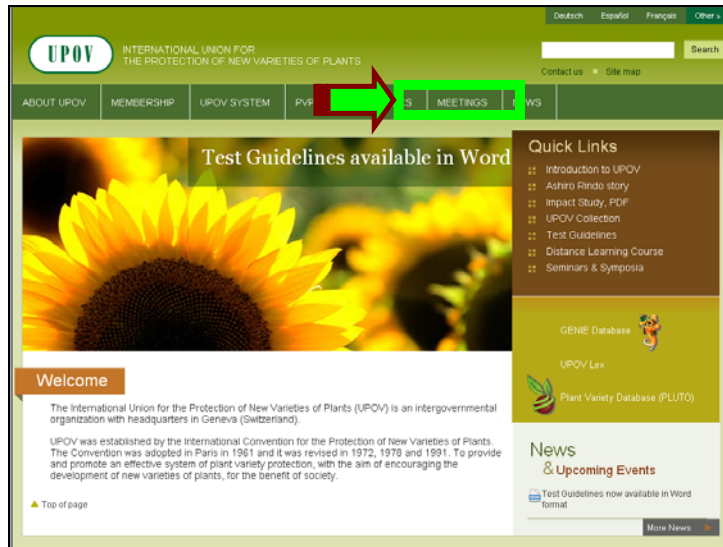 Deutsch Español Français Other >
UPOV
INTERNATIONAL UNION FOR
THE PROTECTION OF NEW VARIETIES OF PLANTS
Search
Contact us Site map
ABOUT UPOV MEMBERSHIP UPOV SYSTEM MEETINGS
Test Guidelines available in Word
Quick Links
Introduction to UPOV
Ashiro Rindo story
Impact Study, PDF
UPOV Collection
Test Guidelines
Distance Learning Course
Seminars & Symposia
GENIE Database
UPOV Lex
Plant Variety Database (PLUTO)
Welcome
The International Union for the Protection of New Varieties of Plants (UPOV) is an intergovernmental
organization with headquarters in Geneva (Switzerland).
UPOV was established by the International Convention for the Protection of New Varieties of Plants.
The Convention was adopted in Paris in 1961 and it was revised in 1972, 1978 and 1991. To provide
and promote an effective system of plant variety protection, with the aim of encouraging the
development of new varieties of plants, for the benefit of society.
Top of page
News
& Upcoming Events
Test Guidelines now available in Word
format
More News